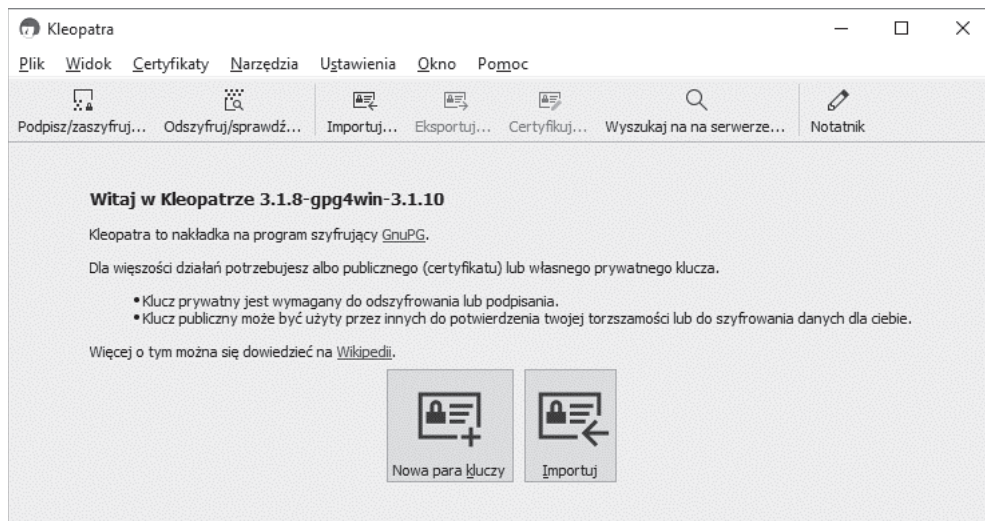 Kleopatra
Plik Widok Certyfikaty Narzędzia Ustawienia Okno Pomoc
Podpisz/zaszyfruj... Odszyfruj/sprawdź... Importuj... Eksportuj... Certyfikuj... Wyszukaj na na serwerze... Notatnik
Witaj w Kleopatrze 3.1.8-gpg4win-3.1.10
Kleopatra to nakładka na program szyfrujący GnuPG.
Dla więszości działań potrzebujesz albo publicznego (certyfikatu) lub własnego prywatnego klucza.
•Klucz prywatny jest wymagany do odszyfrowania lub podpisania.
•Klucz publiczny może być użyty przez innych do potwierdzenia twojej torzszamości lub do szyfrowania danych dla ciebie.
Więcej o tym można się dowiedzieć na Wikipedii.
Nowa para kluczy Importuj